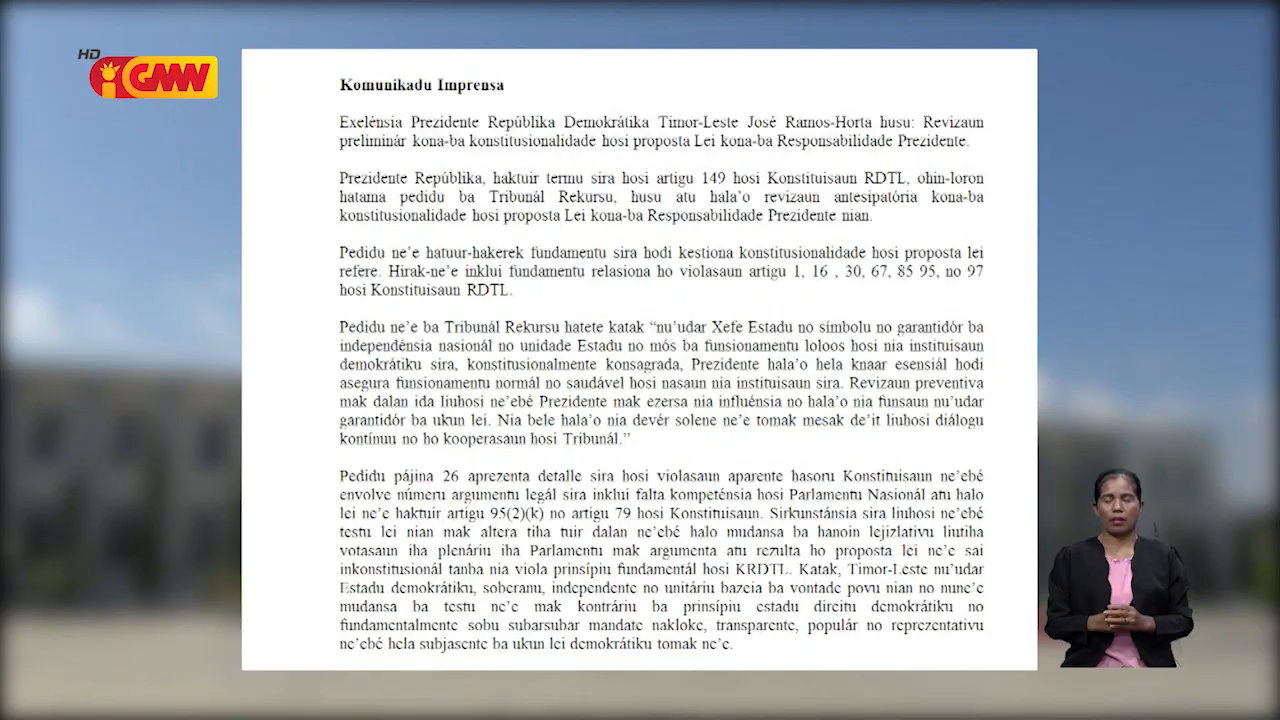 HD
GMN
Komunikadu Imprensa
Exelénsia Prezidente Repúblika Demokrátika Timor-Leste José Ramos-Horta husu: Revizaun
preliminár kona-ba konstitusionalidade hosi proposta Lei kona-ba Responsabilidade Prezidente.
Prezidente Repúblika, haktuir termu sira hosi artigu 149 hosi Konstituisaun RDTL, ohin-loron
hatama pedidu ba Tribunál Rekursu, husu atu hala'o revizaun antesipatória kona-ba
konstitusionalidade hosi proposta Lei kona-ba Responsabilidade Prezidente nian.
Pedidu ne'e hatuur-hakerek fundamentu sira hodi kestiona konstitusionalidade hosi proposta lei
refere. Hirak-ne'e inklui fundamentu relasiona ho violasaun artigu 1, 16 , 30, 67, 85 95, no 97
hosi Konstituisaun RDTL.
Pedidu ne'e ba Tribunál Rekursu hatete katak “nu'udar Xefe Estadu no símbolu no garantidór ba
independénsia nasionál no unidade Estadu no mós ba funsionamentu loloos hosi nia instituisaun
demokrátiku sira, konstitusionalmente konsagrada, Prezidente hala'o hela knaar esensiál hodi
asegura funsionamentu normál no saudável hosi nasaun nia instituisaun sira. Revizaun preventiva
mak dalan ida liuhosi ne'ebé Prezidente mak ezersa nia influénsia no hala'o nia funsaun nu'udar
garantidór ba ukun lei. Nia bele hala'o nia devér solene ne'e tomak mesak de'it liuhosi diálogu
kontínuu no ho kooperasaun hosi Tribunál.”
Pedidu pájina 26 aprezenta detalle sira hosi violasaun aparente hasoru Konstituisaun ne'ebé
envolve númeru argumentu legál sira inklui falta kompeténsia hosi Parlamentu Nasionál atu halo
lei ne'e haktuir artigu 95(2)(k) no artigu 79 hosi Konstituisaun. Sirkunstánsia sira liuhosi ne'ebé
testu lei nian mak altera tiha tuir dalan ne'ebé halo mudansa ba hanoin lejizlativu liutiha
votasaun iha plenáriu iha Parlamentu mak argumenta atu rezulta ho proposta lei ne'e sai
inkonstitusionál tanba nia viola prinsípiu fundamentál hosi KRDTL. Katak, Timor-Leste nu'udar
Estadu demokrátiku, soberanu, independente no unitáriu bazeia ba vontade povu nian no nune'e
mudansa ba testu ne'e mak kontráriu ba prinsípiu estadu direitu demokrátiku no
fundamentalmente sobu subarsubar mandate nakloke, transparente, populár no reprezentativu
ne'ebé hela subjasente ba ukun lei demokrátiku tomak ne'e.